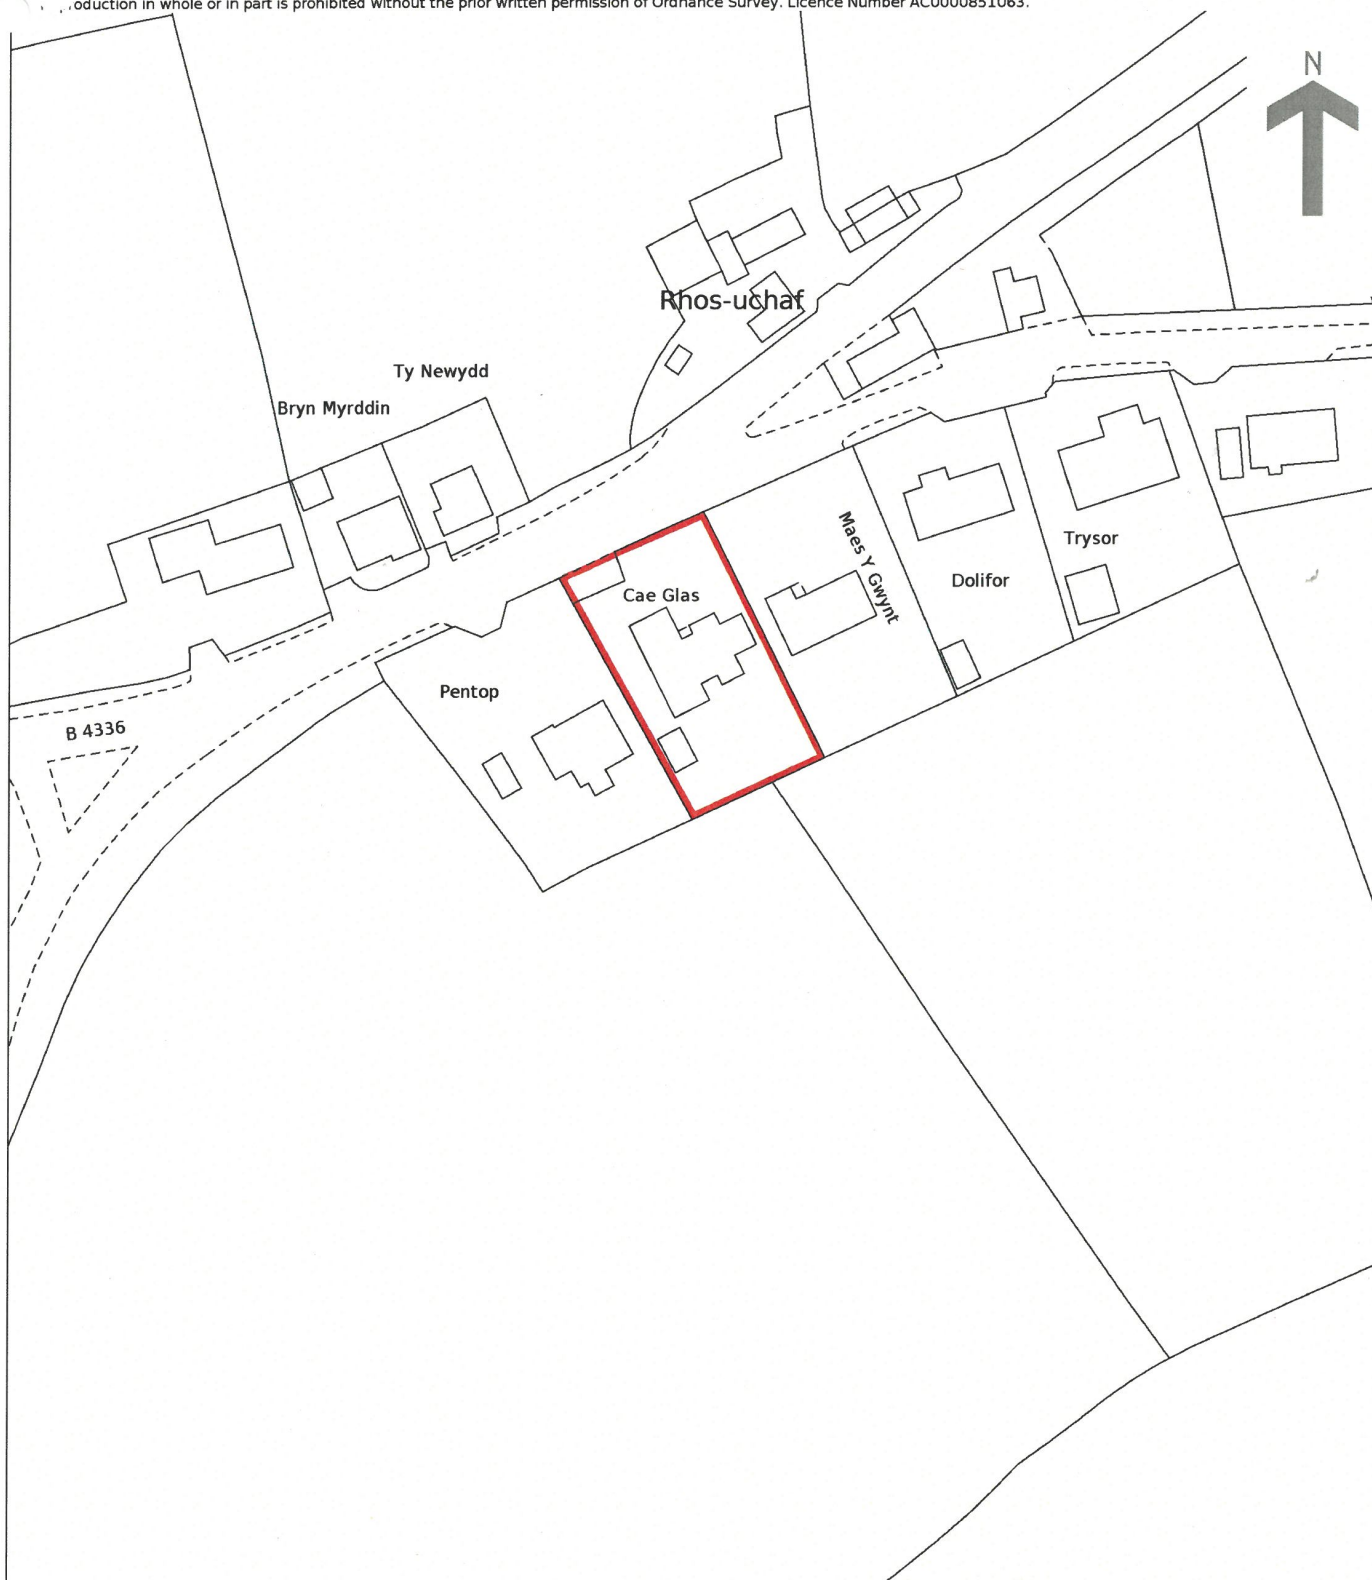 oduction in whole or in part is prohibited without the prior written permission of Ordnance Survey. Licence Number AC0000851063.
N
Rhos-uchaf
Ty Newydd
Bryn Myrddin
Maes Y Gwynt
Trysor
Dolifor
Cae Glas
Pentop
B 4336